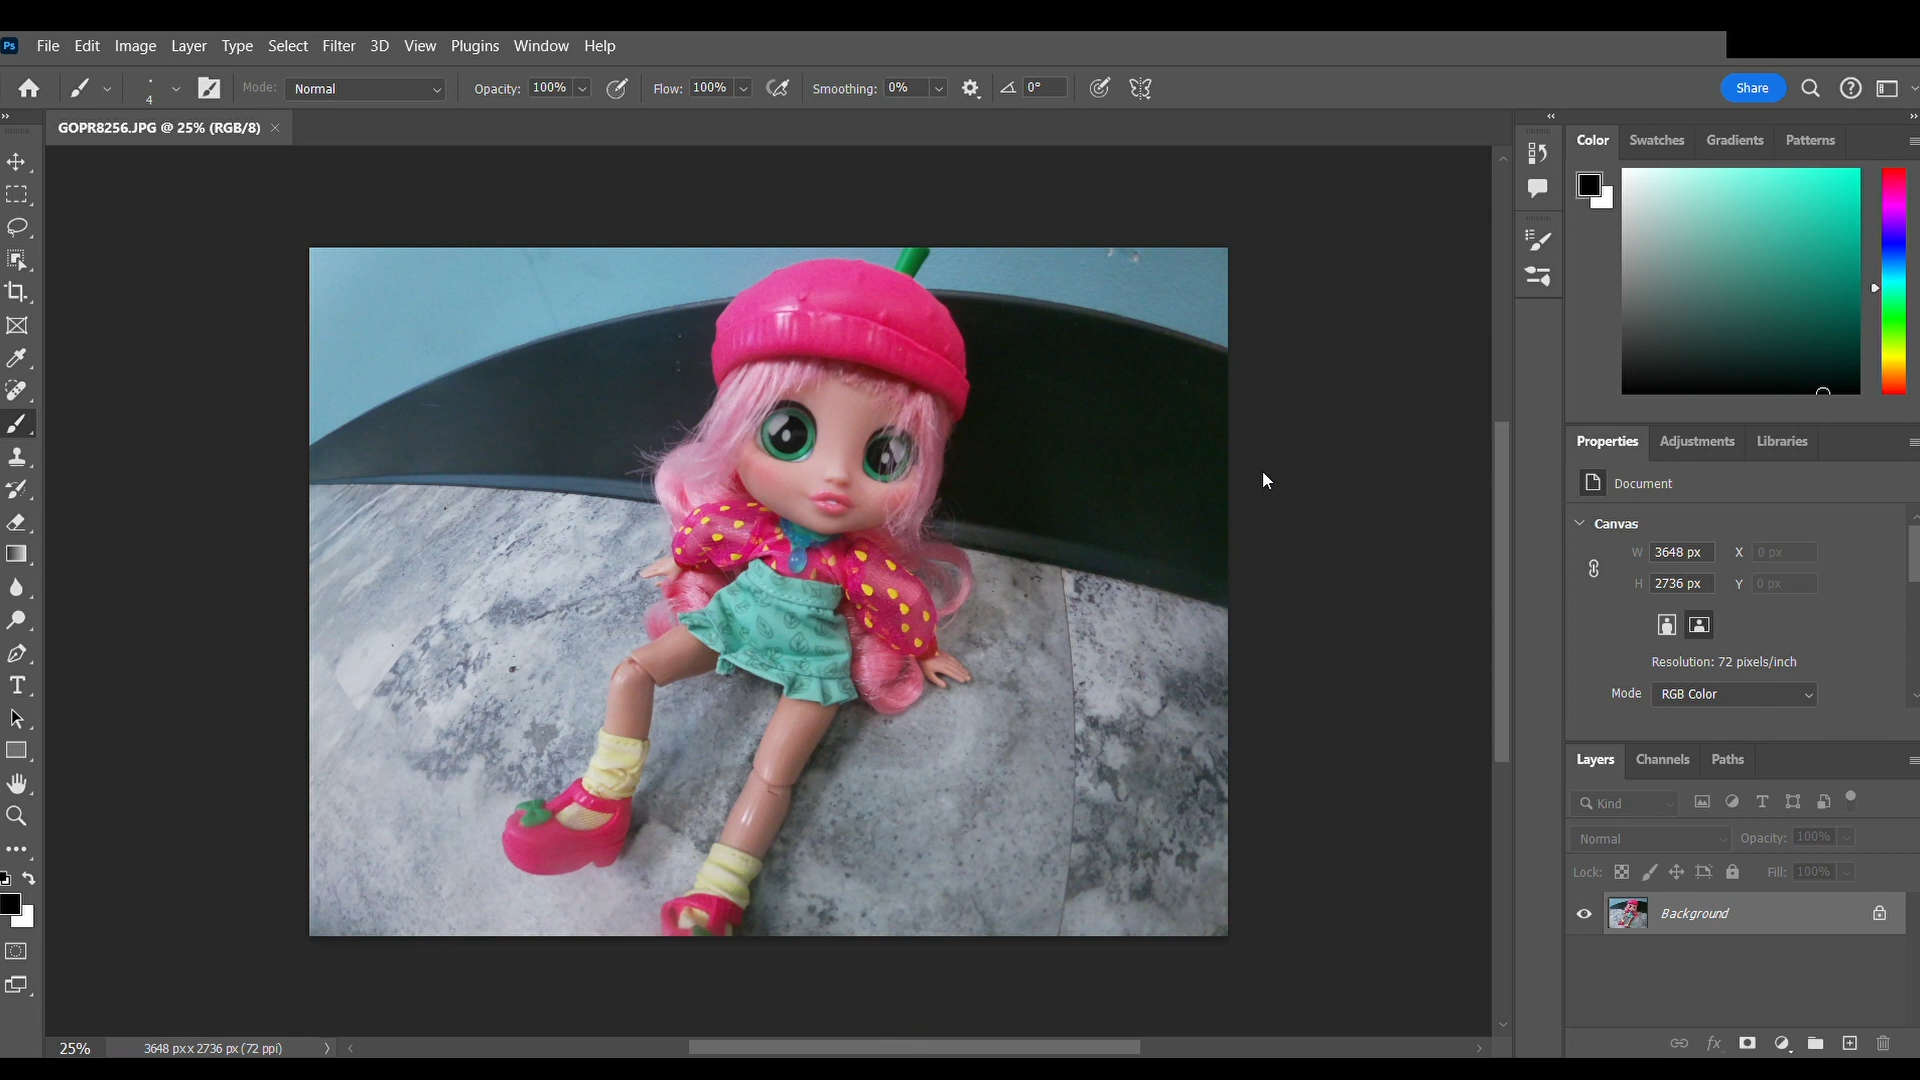 Ps File Edit Image Layer Type Select Filter 3D View Plugins Window Help
4 Mode: Normal Opacity: 100% Flow: 100% Smoothing: 0% 0° Share
GOPR8256.JPG @ 25% (RGB/8)
Color Swatches Gradients Patterns
Properties Adjustments Libraries
Document
Canvas
W 3648 px X 0 px
H 2736 px Y 0 px
Resolution: 72 pixels/inch
Mode RGB Color
Layers Channels Paths
Kind
Normal Opacity: 100%
Lock: Fill: 100%
Background
fx
25% 3648 px x 2736 px (72 ppi)